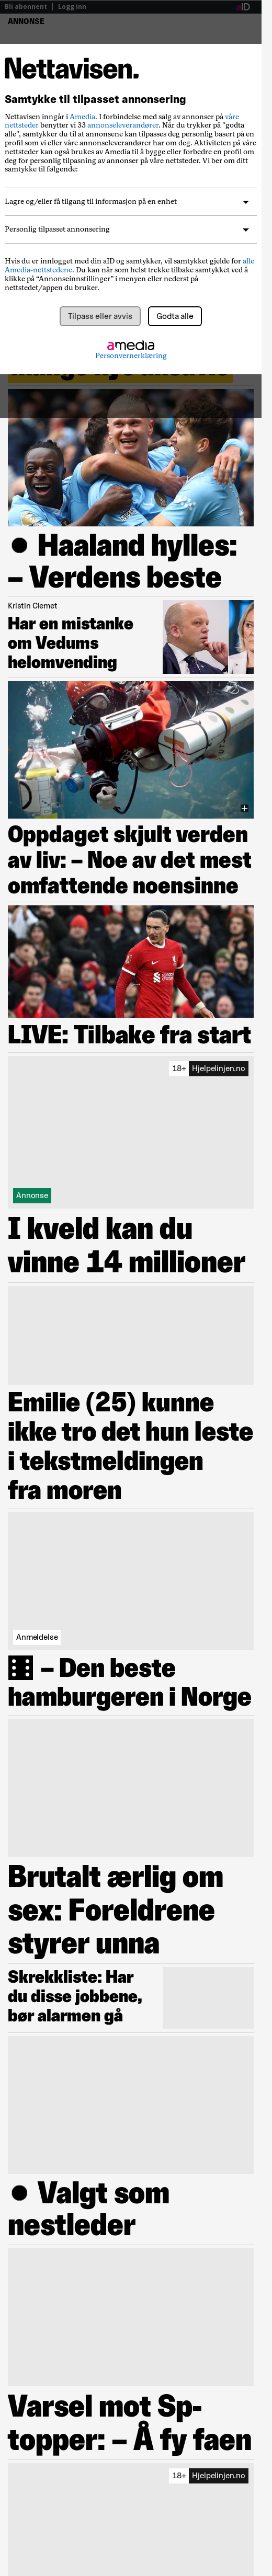 Bli abonnent | Logg inn
aID
ANNONSE
Nettavisen.
Samtykke til tilpasset annonsering
Nettavisen inngår i Amedia. I forbindelse med salg av annonser på våre
nettsteder benytter vi 33 annonseleverandører. Når du trykker på "godta
alle", samtykker du til at annonsene kan tilpasses deg personlig basert på en
profil som vi eller våre annonseleverandører har om deg. Aktiviteten på våre
nettsteder kan også brukes av Amedia til å bygge eller forbedre en profil om
deg for personlig tilpasning av annonser på våre nettsteder. Vi ber om ditt
samtykke til følgende:
Lagre og/eller få tilgang til informasjon på en enhet
Personlig tilpasset annonsering
Hvis du er innlogget med din aID og samtykker, vil samtykket gjelde for alle
Amedia-nettstedene. Du kan når som helst trekke tilbake samtykket ved å
klikke på “Annonseinnstillinger” i menyen eller nederst på
nettstedet/appen du bruker.
Tilpass eller avvis
Godta alle
amedia
Personvernerklæring
● Haaland hylles:
– Verdens beste
Kristin Clemet
Har en mistanke
om Vedums
helomvending
Oppdaget skjult verden
av liv: – Noe av det mest
omfattende noensinne
LIVE: Tilbake fra start
18+ Hjelpelinjen.no
Annonse
I kveld kan du
vinne 14 millioner
Emilie (25) kunne
ikke tro det hun leste
i tekstmeldingen
fra moren
Anmeldelse
⚅ – Den beste
hamburgeren i Norge
Brutalt ærlig om
sex: Foreldrene
styrer unna
Skrekkliste: Har
du disse jobbene,
bør alarmen gå
● Valgt som
nestleder
Varsel mot Sp-
topper: – Å fy faen
18+ Hjelpelinjen.no